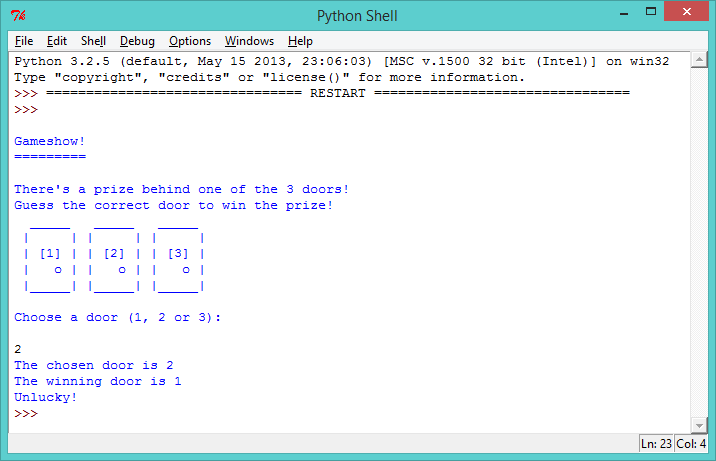 Python Shell
File Edit Shell Debug Options Windows Help
Python 3.2.5 (default, May 15 2013, 23:06:03) [MSC v.1500 32 bit (Intel)] on win32
Type "copyright", "credits" or "license()" for more information.
>>> ================================ RESTART ================================
>>>
Gameshow!
=========
There's a prize behind one of the 3 doors!
Guess the correct door to win the prize!
  _____   _____   _____
 |     | |     | |     |
 | [1] | | [2] | | [3] |
 |   o | |   o | |   o |
 |_____| |_____| |_____|
Choose a door (1, 2 or 3):
2
The chosen door is 2
The winning door is 1
Unlucky!
>>>
Ln: 23 Col: 4